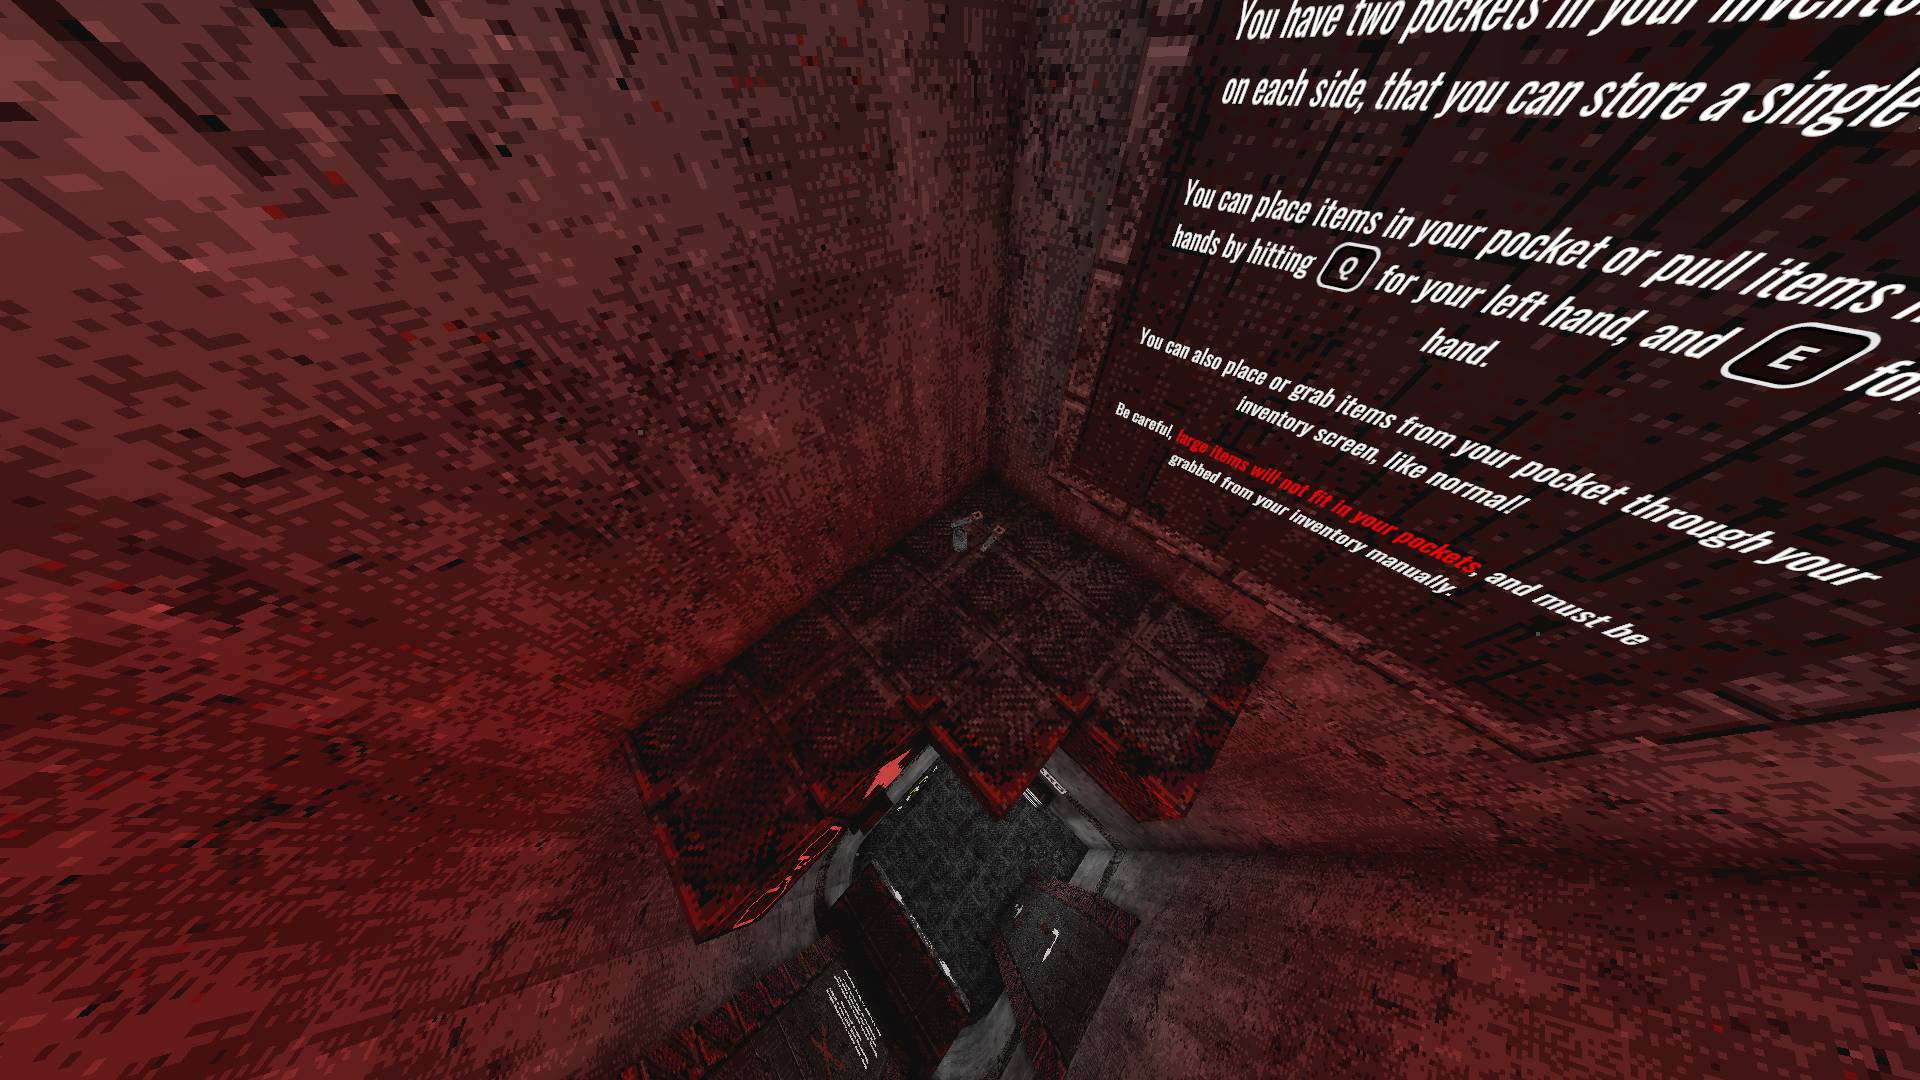 You have two pockets in your
on each side, that you can store a single
You can place items in your pocket or pull items
hands by hitting Q for your left hand, and E for
hand.
You can also place or grab items from your pocket through your
inventory screen, like normal!
Be careful, large items will not fit in your pockets, and must be
grabbed from your inventory manually.